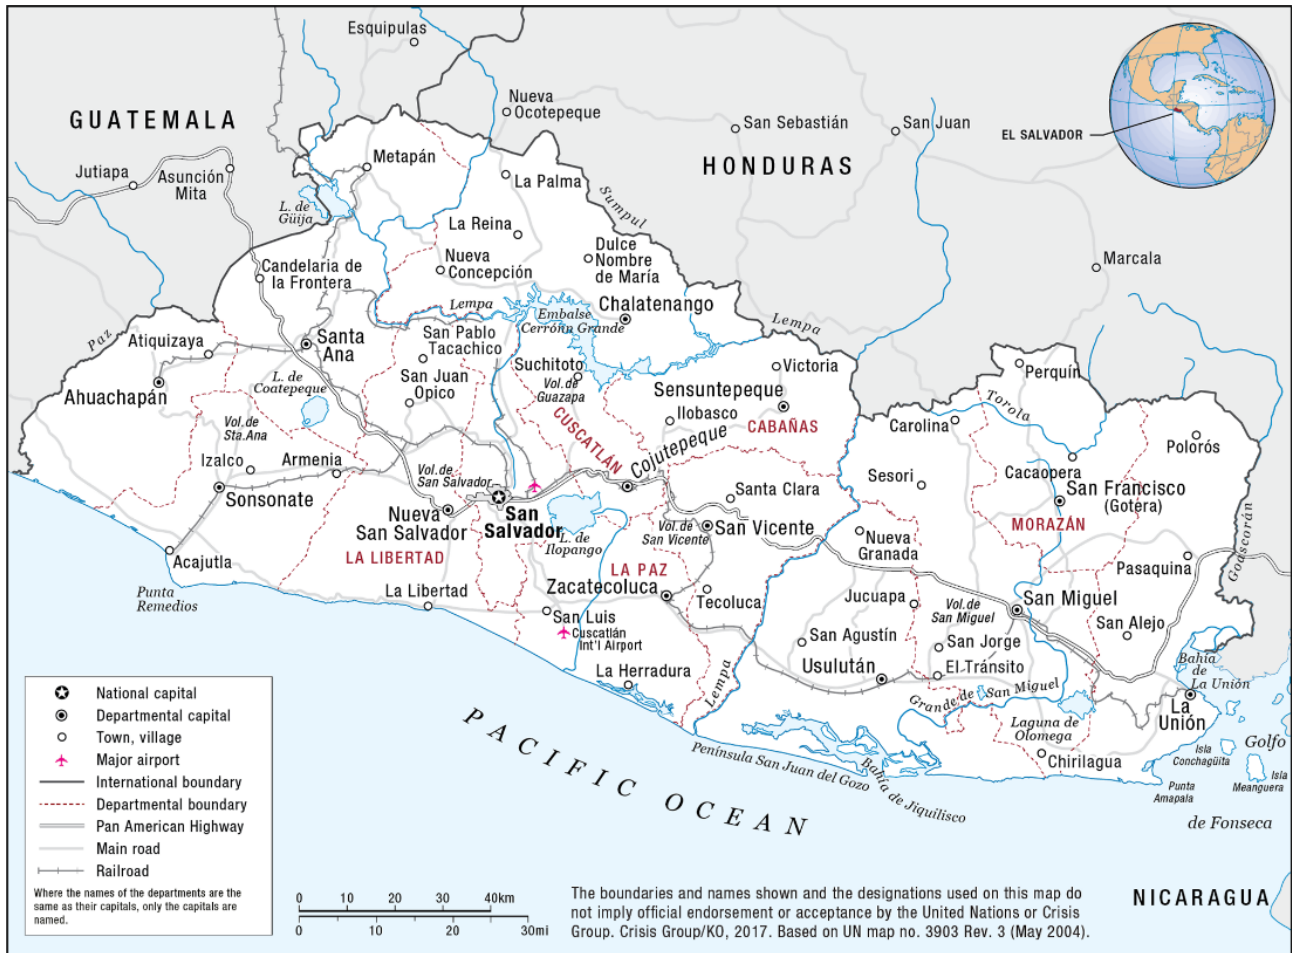 Esquipulas
Nueva
Ocotepeque
GUATEMALA
San Sebastián
San Juan
EL SALVADOR
HONDURAS
Metapán
Jutiapa
Asunción
Mita
La Palma
L. de
Güija
Sumpul
La Reina
Dulce
Nombre
de María
Nueva
Concepción
Candelaria de
la Frontera
Marcala
Lempa
Chalatenango
Embalse
Cerrónn Grande
Lempa
Paz
Atiquizaya
Santa
Ana
San Pablo
Tacachico
Suchitoto
Victoria
Perquín
Ahuachapán
L. de
Coatepeque
San Juan
Opico
Vol. de
Guazapa
Sensuntepeque
Ilobasco
CABAÑAS
Torola
Carolina
Vol. de
Sta. Ana
CUSCATLÁN
Cojutepeque
Polorós
Izalco
Armenia
Vol. de
San Salvador
Cacaopera
Sesori
Sonsonate
Santa Clara
San Francisco
(Gotera)
Nueva
San Salvador
San
Salvador
L. de
Ilopango
Vol. de
San Vicente
San Vicente
MORAZÁN
Nueva
Granada
Goascorán
LA LIBERTAD
Acajutla
LA PAZ
Pasaquina
Punta
Remedios
La Libertad
Zacatecoluca
Tecoluca
Jucuapa
Vol. de
San Miguel
San Miguel
San Luis
Cuscatlán
Int'l Airport
San Agustín
San Jorge
San Alejo
La Herradura
Usulután
El Tránsito
Bahía
de
La Unión
Lempa
Grande de San Miguel
La
Unión
Laguna de
Olomega
Chirilagua
Península San Juan del Gozo
Bahía de Jiquilisco
Isla
Conchagüita
Golfo
Isla
Meanguera
Punta
Amapala
de Fonseca
PACIFIC OCEAN
NICARAGUA
National capital
Departmental capital
Town, village
Major airport
International boundary
Departmental boundary
Pan American Highway
Main road
Railroad
Where the names of the departments are the
same as their capitals, only the capitals are
named.
0 10 20 30 40km
0 10 20 30mi
The boundaries and names shown and the designations used on this map do
not imply official endorsement or acceptance by the United Nations or Crisis
Group. Crisis Group/KO, 2017. Based on UN map no. 3903 Rev. 3 (May 2004).